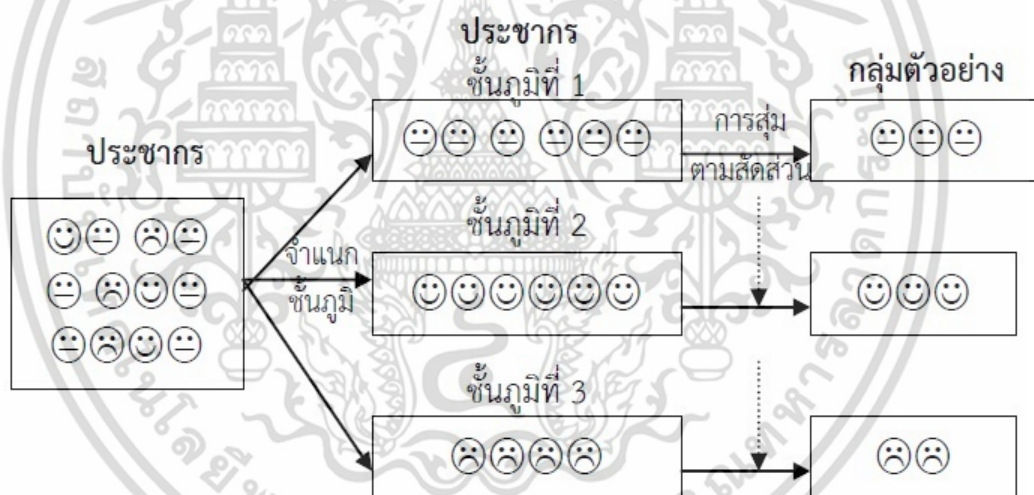 ประชากร
ประชากร
ชั้นภูมิที่ 1
กลุ่มตัวอย่าง
การสุ่ม
ตามสัดส่วน
จำแนก
ชั้นภูมิ
ชั้นภูมิที่ 2
ชั้นภูมิที่ 3